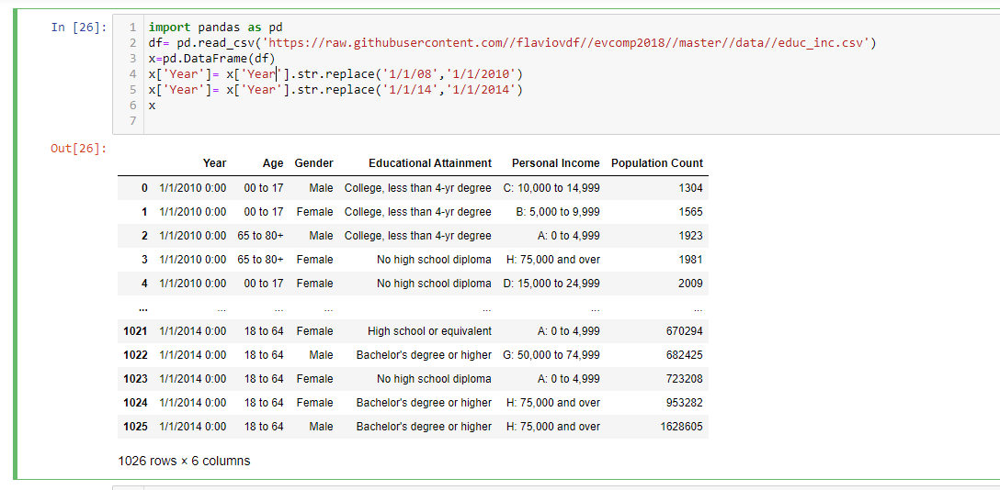 In [26]:
1 import pandas as pd
2 df= pd.read_csv('https://raw.githubusercontent.com//flaviovdf//evcomp2018//master//data//educ_inc.csv')
3 x=pd.DataFrame(df)
4 x['Year']= x['Year'].str.replace('1/1/08','1/1/2010')
5 x['Year']= x['Year'].str.replace('1/1/14','1/1/2014')
6 x
7
Out[26]:
Year Age Gender Educational Attainment Personal Income Population Count
0 1/1/2010 0:00 00 to 17 Male College, less than 4-yr degree C: 10,000 to 14,999 1304
1 1/1/2010 0:00 00 to 17 Female College, less than 4-yr degree B: 5,000 to 9,999 1565
2 1/1/2010 0:00 65 to 80+ Male College, less than 4-yr degree A: 0 to 4,999 1923
3 1/1/2010 0:00 65 to 80+ Female No high school diploma H: 75,000 and over 1981
4 1/1/2010 0:00 00 to 17 Female No high school diploma D: 15,000 to 24,999 2009
... ... ... ... ... ... ...
1021 1/1/2014 0:00 18 to 64 Female High school or equivalent A: 0 to 4,999 670294
1022 1/1/2014 0:00 18 to 64 Male Bachelor's degree or higher G: 50,000 to 74,999 682425
1023 1/1/2014 0:00 18 to 64 Female No high school diploma A: 0 to 4,999 723208
1024 1/1/2014 0:00 18 to 64 Female Bachelor's degree or higher H: 75,000 and over 953282
1025 1/1/2014 0:00 18 to 64 Male Bachelor's degree or higher H: 75,000 and over 1628605
1026 rows × 6 columns